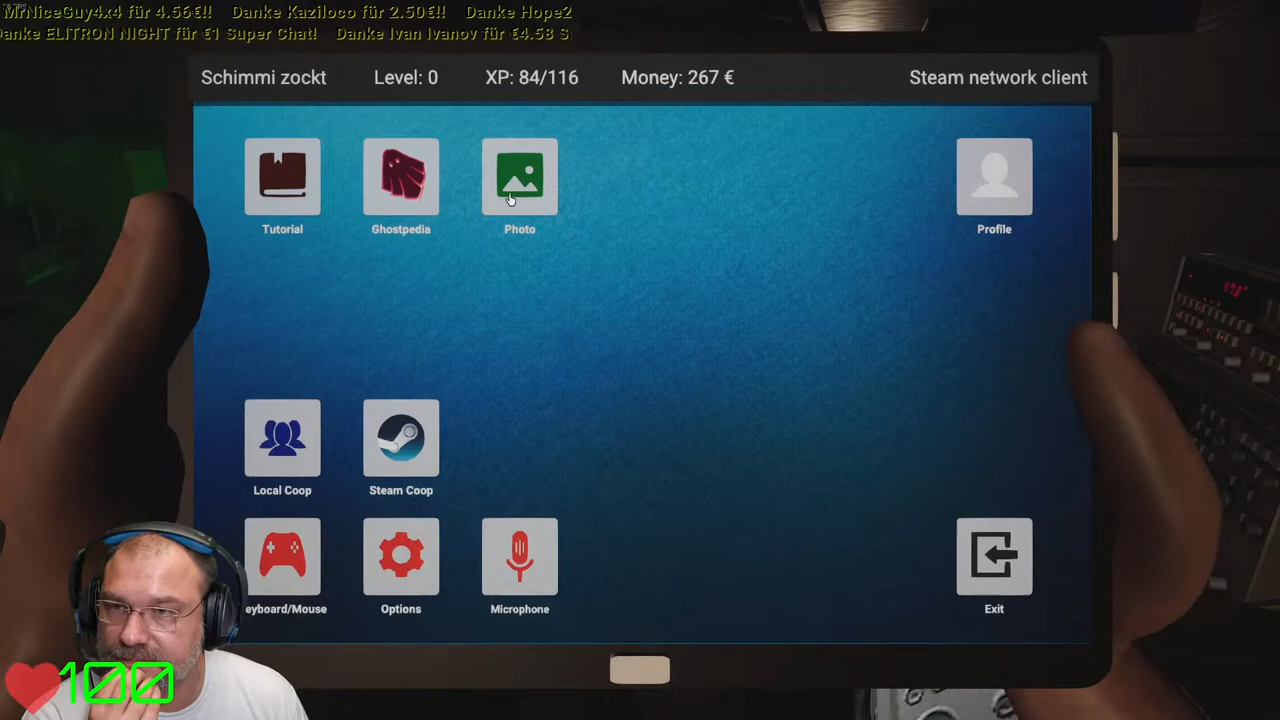 MrNiceGuy4x4 für 4.56€!! Danke Kaziloco für 2.50€!! Danke Hope2
Danke ELITRON NIGHT für €1 Super Chat! Danke Ivan Ivanov für €4.58 S
Schimmi zockt Level: 0 XP: 84/116 Money: 267 € Steam network client
Tutorial Ghostpedia Photo Profile
Local Coop Steam Coop
eyboard/Mouse Options Microphone Exit
100